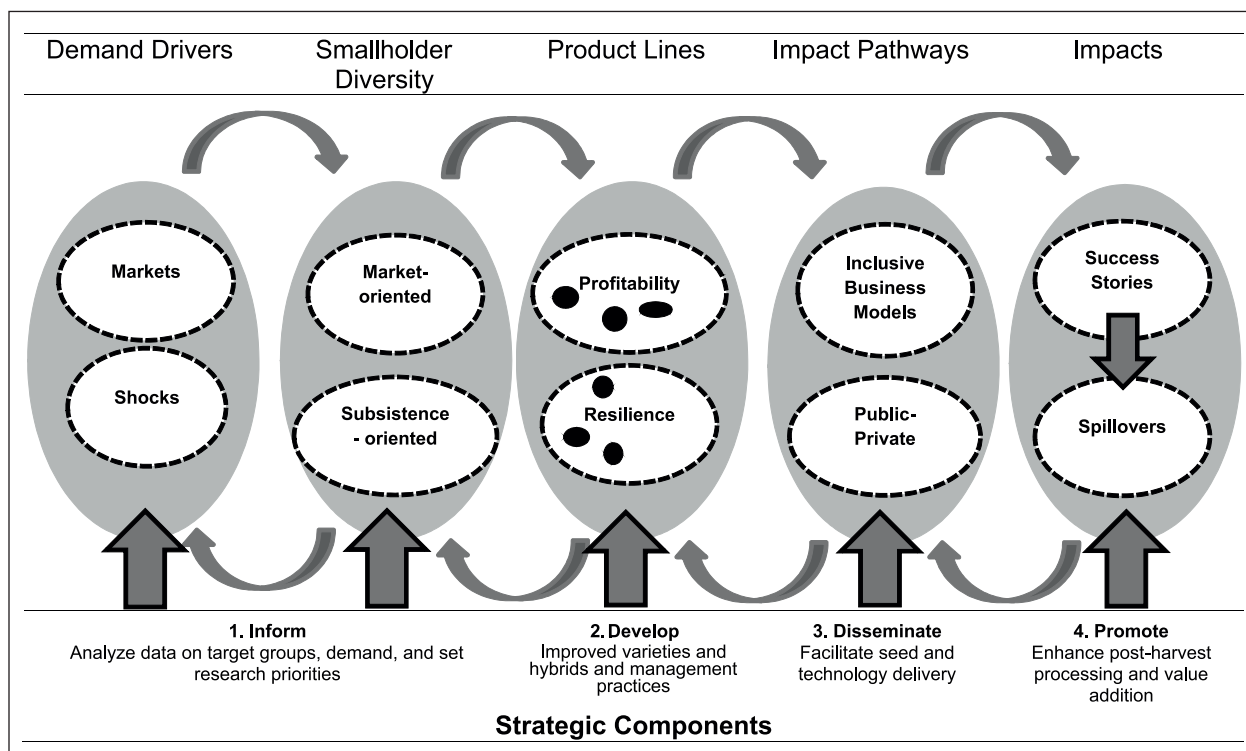 Demand Drivers
Smallholder
Diversity
Product Lines
Impact Pathways
Impacts
Markets
Shocks
Market-
oriented
Subsistence
- oriented
Profitability
Resilience
Inclusive
Business
Models
Public-
Private
Success
Stories
Spillovers
1. Inform
Analyze data on target groups, demand, and set
research priorities
2. Develop
Improved varieties and
hybrids and management
practices
3. Disseminate
Facilitate seed and
technology delivery
4. Promote
Enhance post-harvest
processing and value
addition
Strategic Components